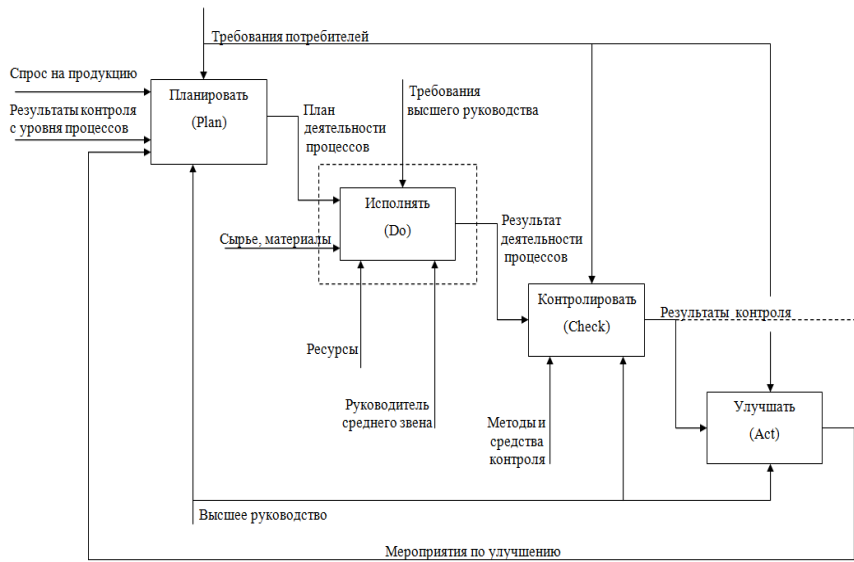 Требования потребителей
Спрос на продукцию
Результаты контроля
с уровня процессов
Планировать
(Plan)
План
деятельности
процессов
Требования
высшего руководства
Исполнять
(Do)
Сырье, материалы
Результат
деятельности
процессов
Контролировать
(Check)
Результаты контроля
Ресурсы
Руководитель
среднего звена
Методы и
средства
контроля
Улучшать
(Act)
Высшее руководство
Мероприятия по улучшению